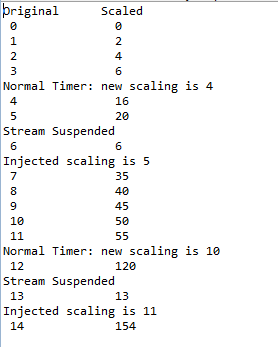 Original Scaled
0 0
1 2
2 4
3 6
Normal Timer: new scaling is 4
4 16
5 20
Stream Suspended
6 6
Injected scaling is 5
7 35
8 40
9 45
10 50
11 55
Normal Timer: new scaling is 10
12 120
Stream Suspended
13 13
Injected scaling is 11
14 154